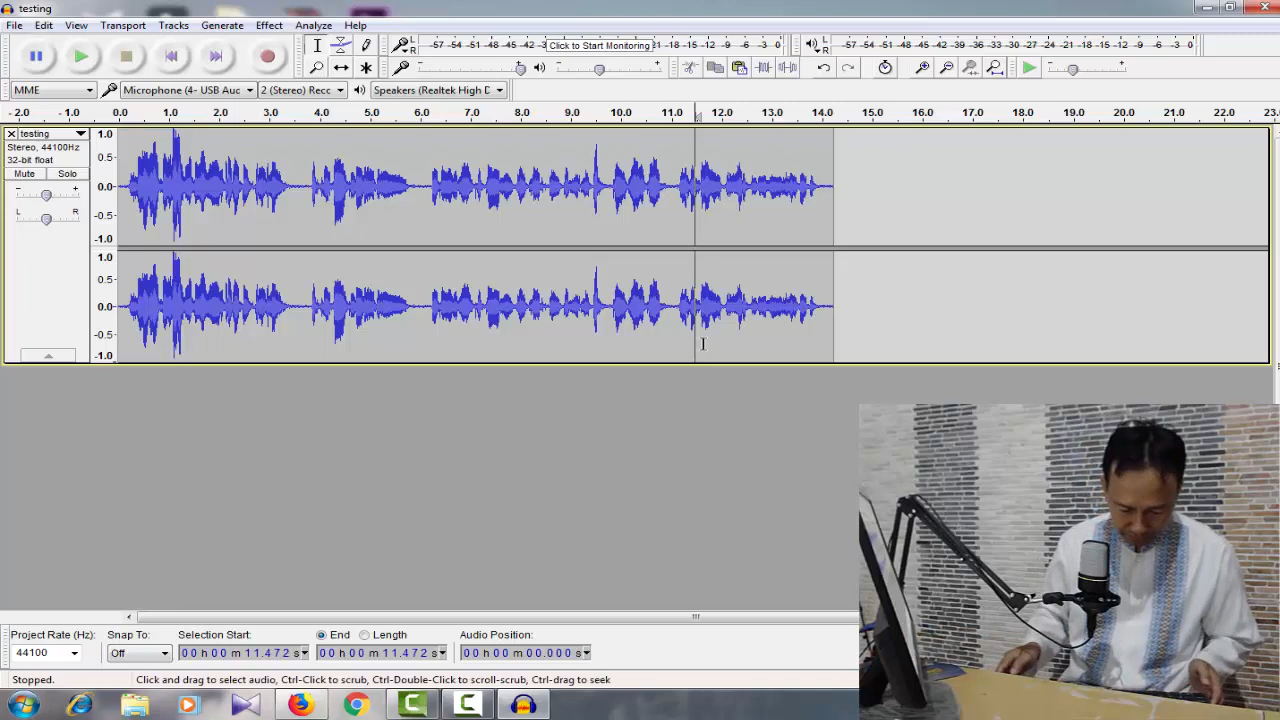 testing
File Edit View Transport Tracks Generate Effect Analyze Help
L R -57 -54 -4 Click to Start Monitoring -18 -15 -12 -9 -6 -3 0 L R -57 -54 -51 -48 -45 -42 -39 -36 -33 -30 -27 -24 -21 -18 -15 -12 -9 -6 -3 0
MME Microphone (4- USB Auc 2 (Stereo) Recc Speakers (Realtek High D
-2.0 -1.0 0.0 1.0 2.0 3.0 4.0 5.0 6.0 7.0 8.0 9.0 10.0 11.0 12.0 13.0 14.0 15.0 16.0 17.0 18.0 19.0 20.0 21.0 22.0 23.0
testing 1.0
Stereo, 44100Hz 0.5
32-bit float
Mute Solo 0.0
- +
L R -0.5
-1.0
1.0
0.5
0.0
-0.5
-1.0
Project Rate (Hz): Snap To: Selection Start: End Length Audio Position:
44100 Off 00 h 00 m 11.472 s 00 h 00 m 11.472 s 00 h 00 m 00.000 s
Stopped. Click and drag to select audio, Ctrl-Click to scrub, Ctrl-Double-Click to scroll-scrub, Ctrl-drag to seek